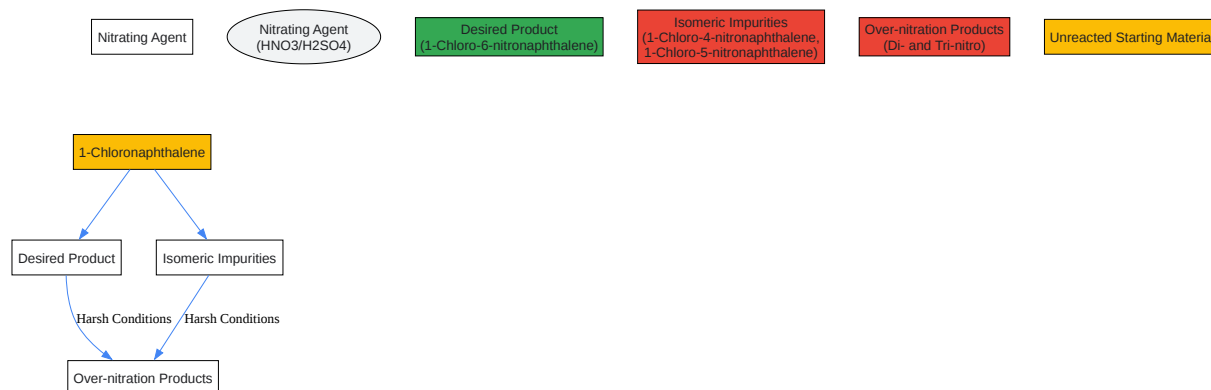 Nitrating Agent
Nitrating Agent
(HNO3/H2SO4)
Desired Product
(1-Chloro-6-nitronaphthalene)
Isomeric Impurities
(1-Chloro-4-nitronaphthalene,
1-Chloro-5-nitronaphthalene)
Over-nitration Products
(Di- and Tri-nitro)
Unreacted Starting Materia
1-Chloronaphthalene
Desired Product
Isomeric Impurities
Harsh Conditions
Harsh Conditions
Over-nitration Products